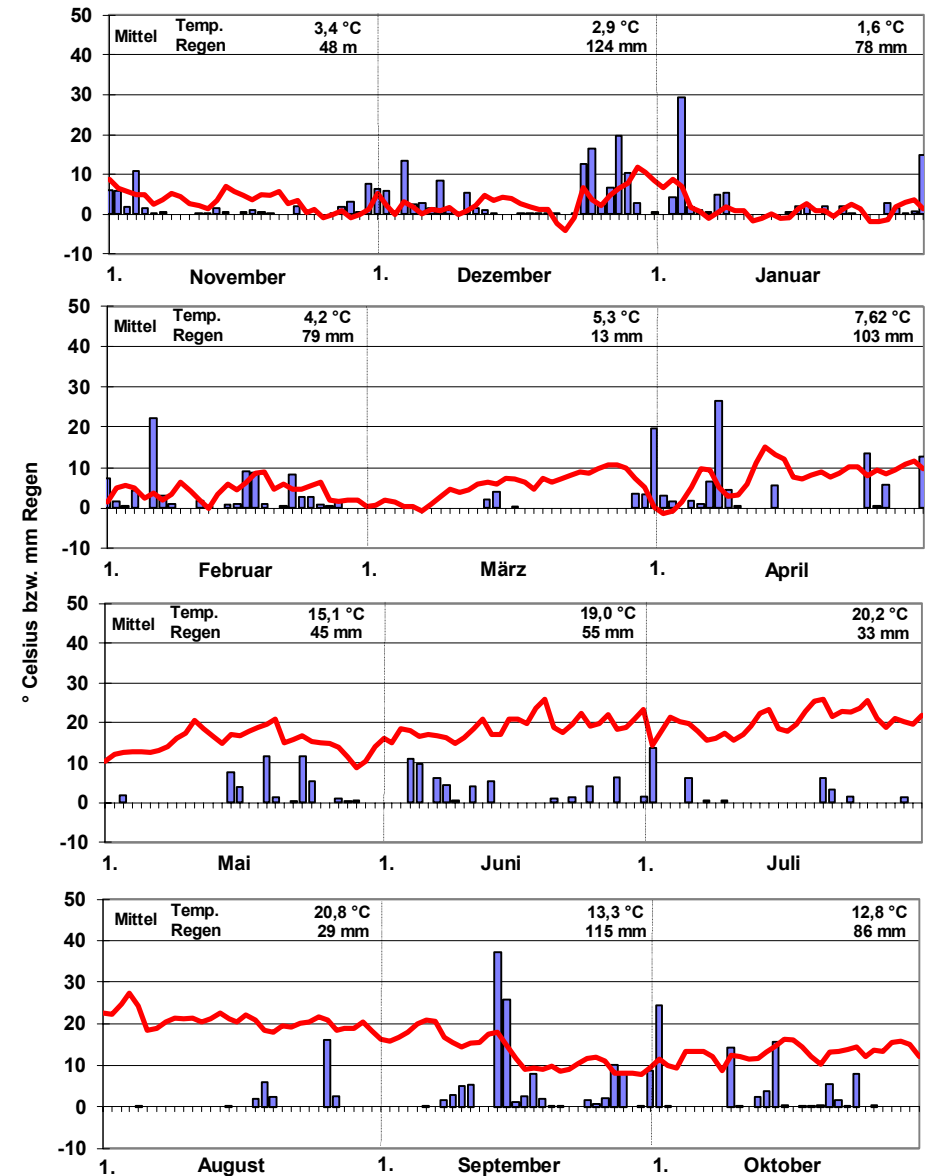 ° Celsius bzw. mm Regen
50
40
30
20
10
0
-10
Mittel Temp. 3,4 °C 2,9 °C 1,6 °C
Regen 48 m 124 mm 78 mm
1. November 1. Dezember 1. Januar
50
40
30
20
10
0
-10
Mittel Temp. 4,2 °C 5,3 °C 7,62 °C
Regen 79 mm 13 mm 103 mm
1. Februar 1. März 1. April
50
40
30
20
10
0
-10
Mittel Temp. 15,1 °C 19,0 °C 20,2 °C
Regen 45 mm 55 mm 33 mm
1. Mai 1. Juni 1. Juli
50
40
30
20
10
0
-10
Mittel Temp. 20,8 °C 13,3 °C 12,8 °C
Regen 29 mm 115 mm 86 mm
1. August 1. September 1. Oktober